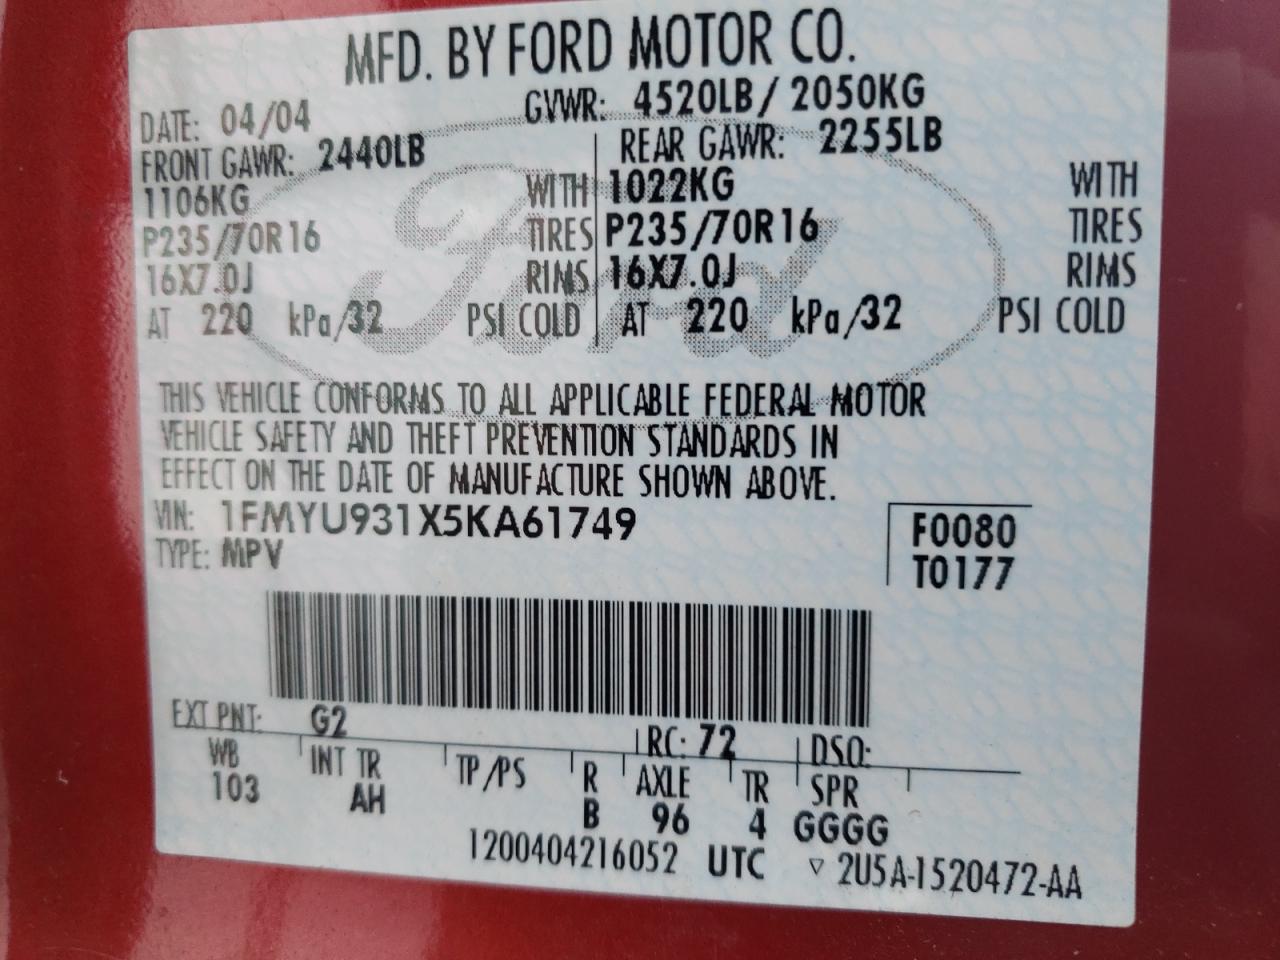 MFD. BY FORD MOTOR CO.
DATE: 04/04 GVWR: 4520LB / 2050KG
FRONT GAWR: 2440LB REAR GAWR: 2255LB
1106KG WITH 1022KG WITH
P235/70R16 TIRES P235/70R16 TIRES
16X7.0J RIMS 16X7.0J RIMS
AT 220 kPa/32 PSI COLD AT 220 kPa/32 PSI COLD
Ford
THIS VEHICLE CONFORMS TO ALL APPLICABLE FEDERAL MOTOR
VEHICLE SAFETY AND THEFT PREVENTION STANDARDS IN
EFFECT ON THE DATE OF MANUFACTURE SHOWN ABOVE.
VIN: 1FMYU931X5KA61749 F0080
TYPE: MPV T0177
EXT PNT: G2 RC: 72 DSO:
WB INT TR TP/PS R AXLE TR SPR
103 AH B 96 4 GGGG
1200404216052 UTC ▽ 2U5A-1520472-AA